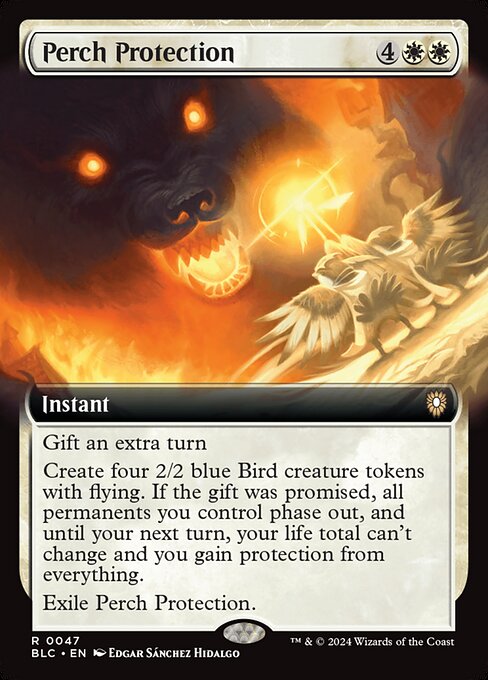 Perch Protection 4
Instant
Gift an extra turn
Create four 2/2 blue Bird creature tokens
with flying. If the gift was promised, all
permanents you control phase out, and
until your next turn, your life total can't
change and you gain protection from
everything.
Exile Perch Protection.
R 0047
BLC • EN Edgar Sánchez Hidalgo
™ & © 2024 Wizards of the Coast